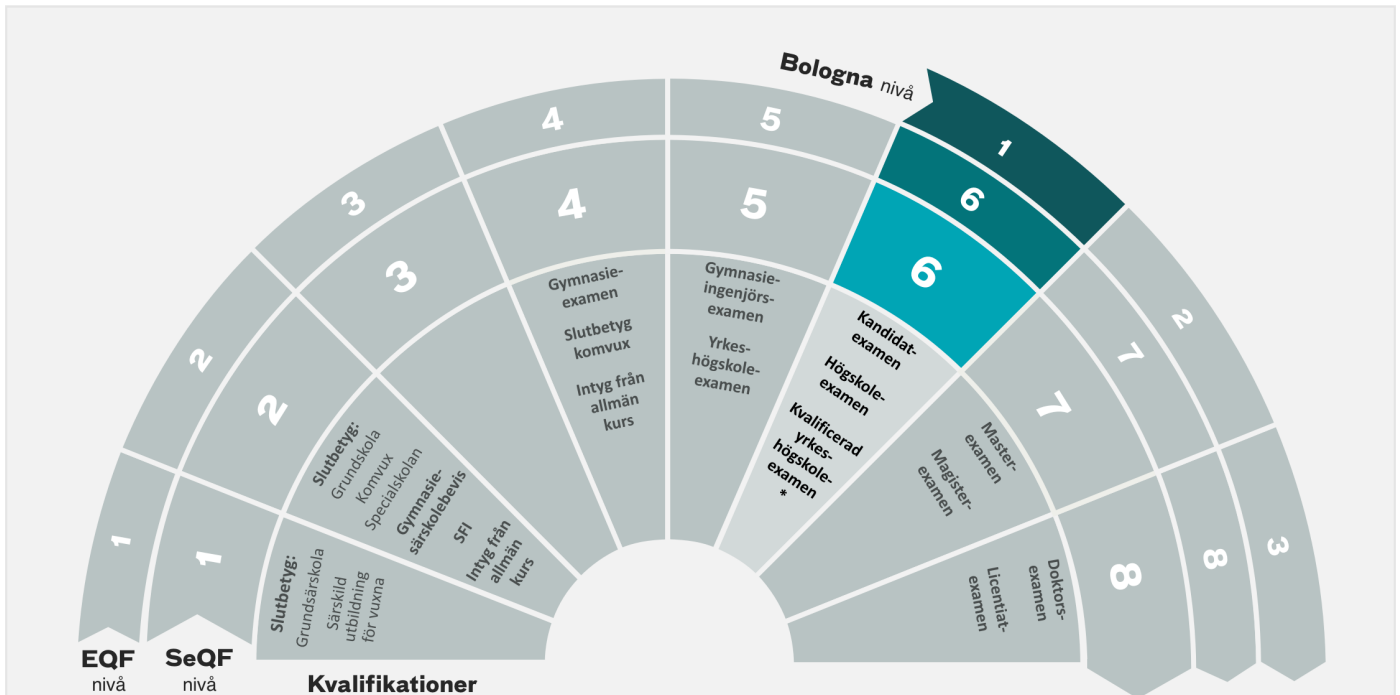 Bologna nivå
1
2
3
1
2
3
4
5
6
7
8
1
2
3
4
5
6
7
8
Slutbetyg:
Grundsärskola
Särskild
utbildning
för vuxna
Slutbetyg:
Grundskola
Komvux
Specialskolan
Gymnasie-
särskolebevis
SFI
Intyg från
allmän
kurs
Gymnasie-
examen
Slutbetyg
komvux
Intyg från
allmän
kurs
Gymnasie-
ingenjörs-
examen
Yrkes-
högskole-
examen
Kandidat-
examen
Högskole-
examen
Kvalificerad
yrkes-
högskole-
examen
*
Master-
examen
Magister-
examen
Doktors-
examen
Licentiat-
examen
EQF
nivå
SeQF
nivå
Kvalifikationer